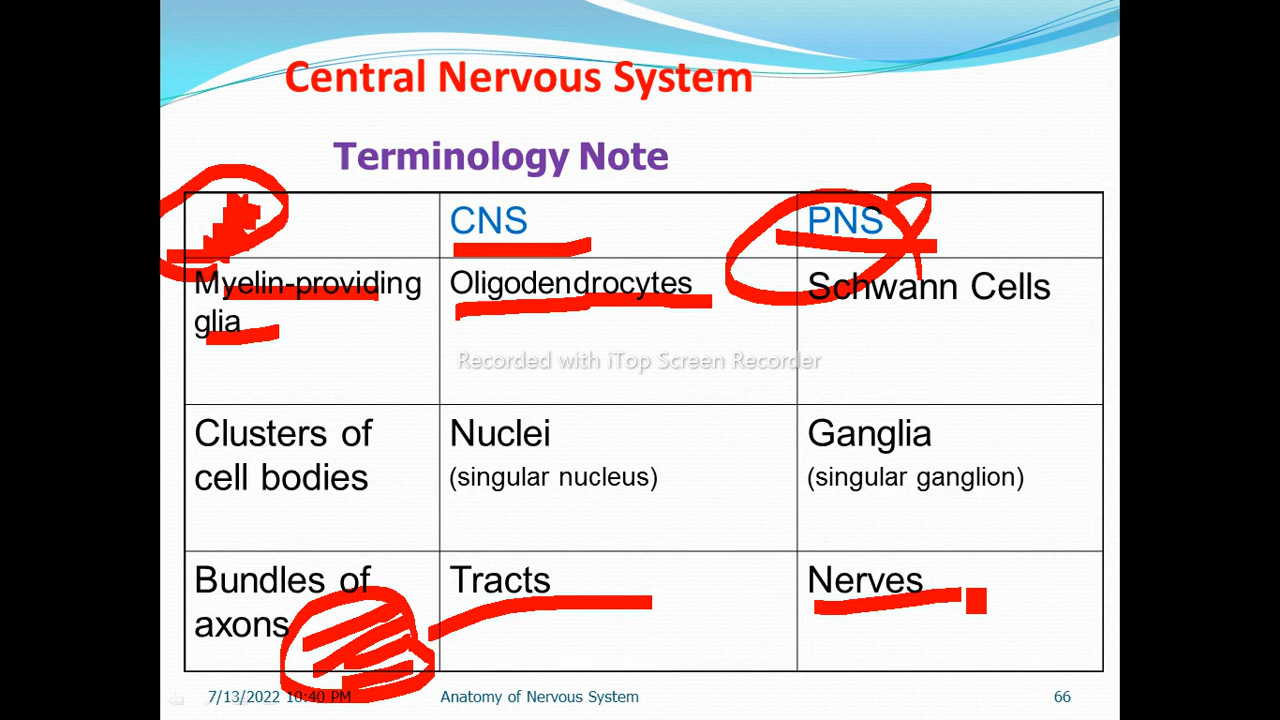 Central Nervous System
Terminology Note
CNS
PNS
Myelin-providing
glia
Oligodendrocytes
Schwann Cells
Recorded with iTop Screen Recorder
Clusters of
cell bodies
Nuclei
(singular nucleus)
Ganglia
(singular ganglion)
Bundles of
axons
Tracts
Nerves
7/13/2022 10:40 PM
Anatomy of Nervous System
66